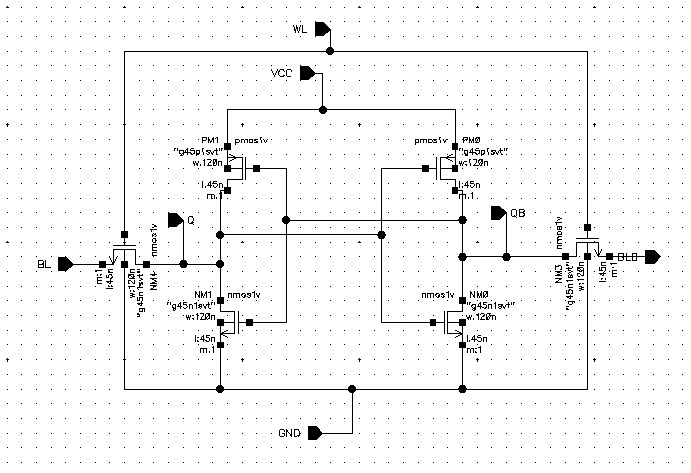 WL
VCC
PM1
pmos1v
"g45p1svt"
w:120n
l:45n
m:1
pmos1v
PM0
"g45p1svt"
w:120n
l:45n
m:1
Q
QB
BL
m:1
l:45n
w:120n
"g45n1svt"
NM4
nmos1v
nmos1v
NM3
"g45n1svt"
w:120n
l:45n
m:1
NM1
nmos1v
"g45n1svt"
w:120n
l:45n
m:1
nmos1v
NM0
"g45n1svt"
w:120n
l:45n
m:1
GND